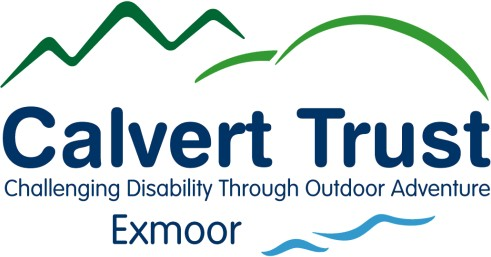 Calvert Trust
Challenging Disability Through Outdoor Adventure
Exmoor